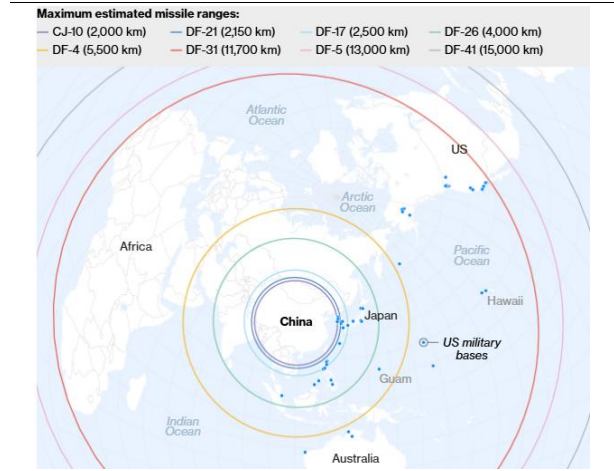 Maximum estimated missile ranges:
CJ-10 (2,000 km) DF-21 (2,150 km) DF-17 (2,500 km) DF-26 (4,000 km)
DF-4 (5,500 km) DF-31 (11,700 km) DF-5 (13,000 km) DF-41 (15,000 km)
Atlantic
Ocean
US
Arctic
Ocean
Africa
Pacific
Ocean
Hawaii
China
Japan
US military
bases
Guam
Indian
Ocean
Australia